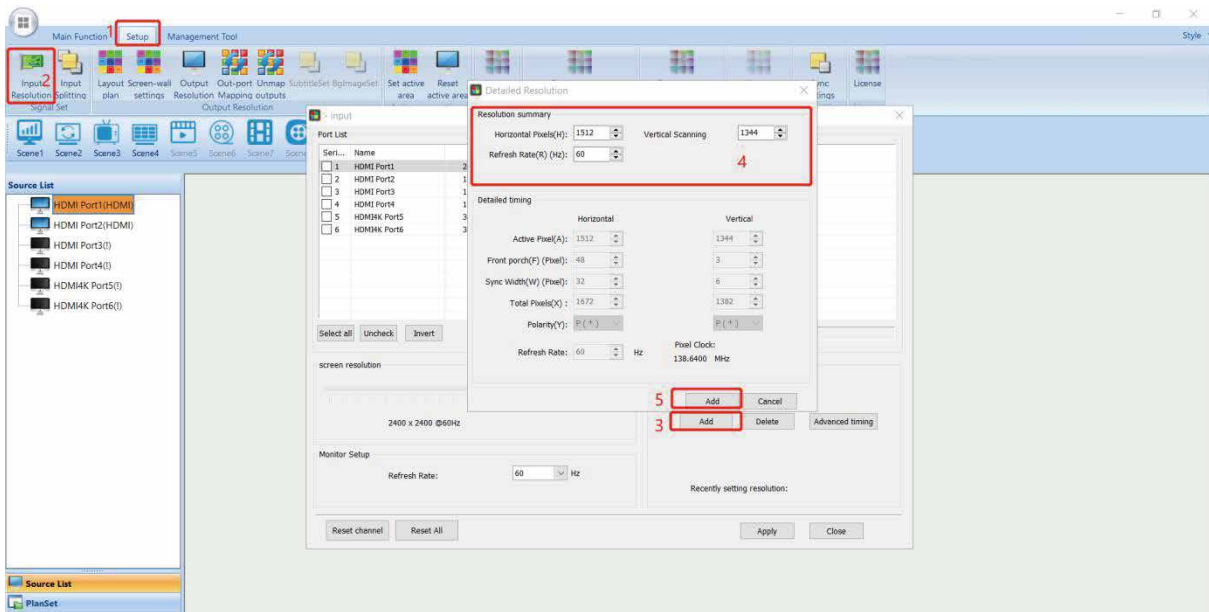 1
Main Function Setup Management Tool
Style
2
Input Resolution
Input Splitting
Layout plan
Screen-wall settings
Output Resolution
Out-port Mapping
Unmap outputs
SubtitleSet
BgImageSet
Set active area
Reset active area
License
Signal Set
Output Resolution
Scene1 Scene2 Scene3 Scene4 Scene5 Scene6 Scene7
Source List
HDMI Port1(HDMI)
HDMI Port2(HDMI)
HDMI Port3(!)
HDMI Port4(!)
HDMI4K Port5(!)
HDMI4K Port6(!)
Source List
PlanSet
Input
Port List
Seri... Name
1 HDMI Port1 2
2 HDMI Port2 1
3 HDMI Port3 1
4 HDMI Port4 1
5 HDMI4K Port5 3
6 HDMI4K Port6 3
Select all Uncheck Invert
screen resolution
2400 x 2400 @60Hz
Monitor Setup
Refresh Rate: 60 Hz
Reset channel Reset All
Detailed Resolution
Resolution summary
Horizontal Pixels(H): 1512 Vertical Scanning 1344
Refresh Rate(R) (Hz): 60
4
Detailed timing
Horizontal Vertical
Active Pixel(A): 1512 1344
Front porch(F) (Pixel): 48 3
Sync Width(W) (Pixel): 32 6
Total Pixels(X) : 1672 1382
Polarity(Y): P(+) P(+)
Refresh Rate: 60 Hz
Pixel Clock:
138.6400 MHz
5 Add Cancel
3 Add Delete Advanced timing
Recently setting resolution:
Apply Close